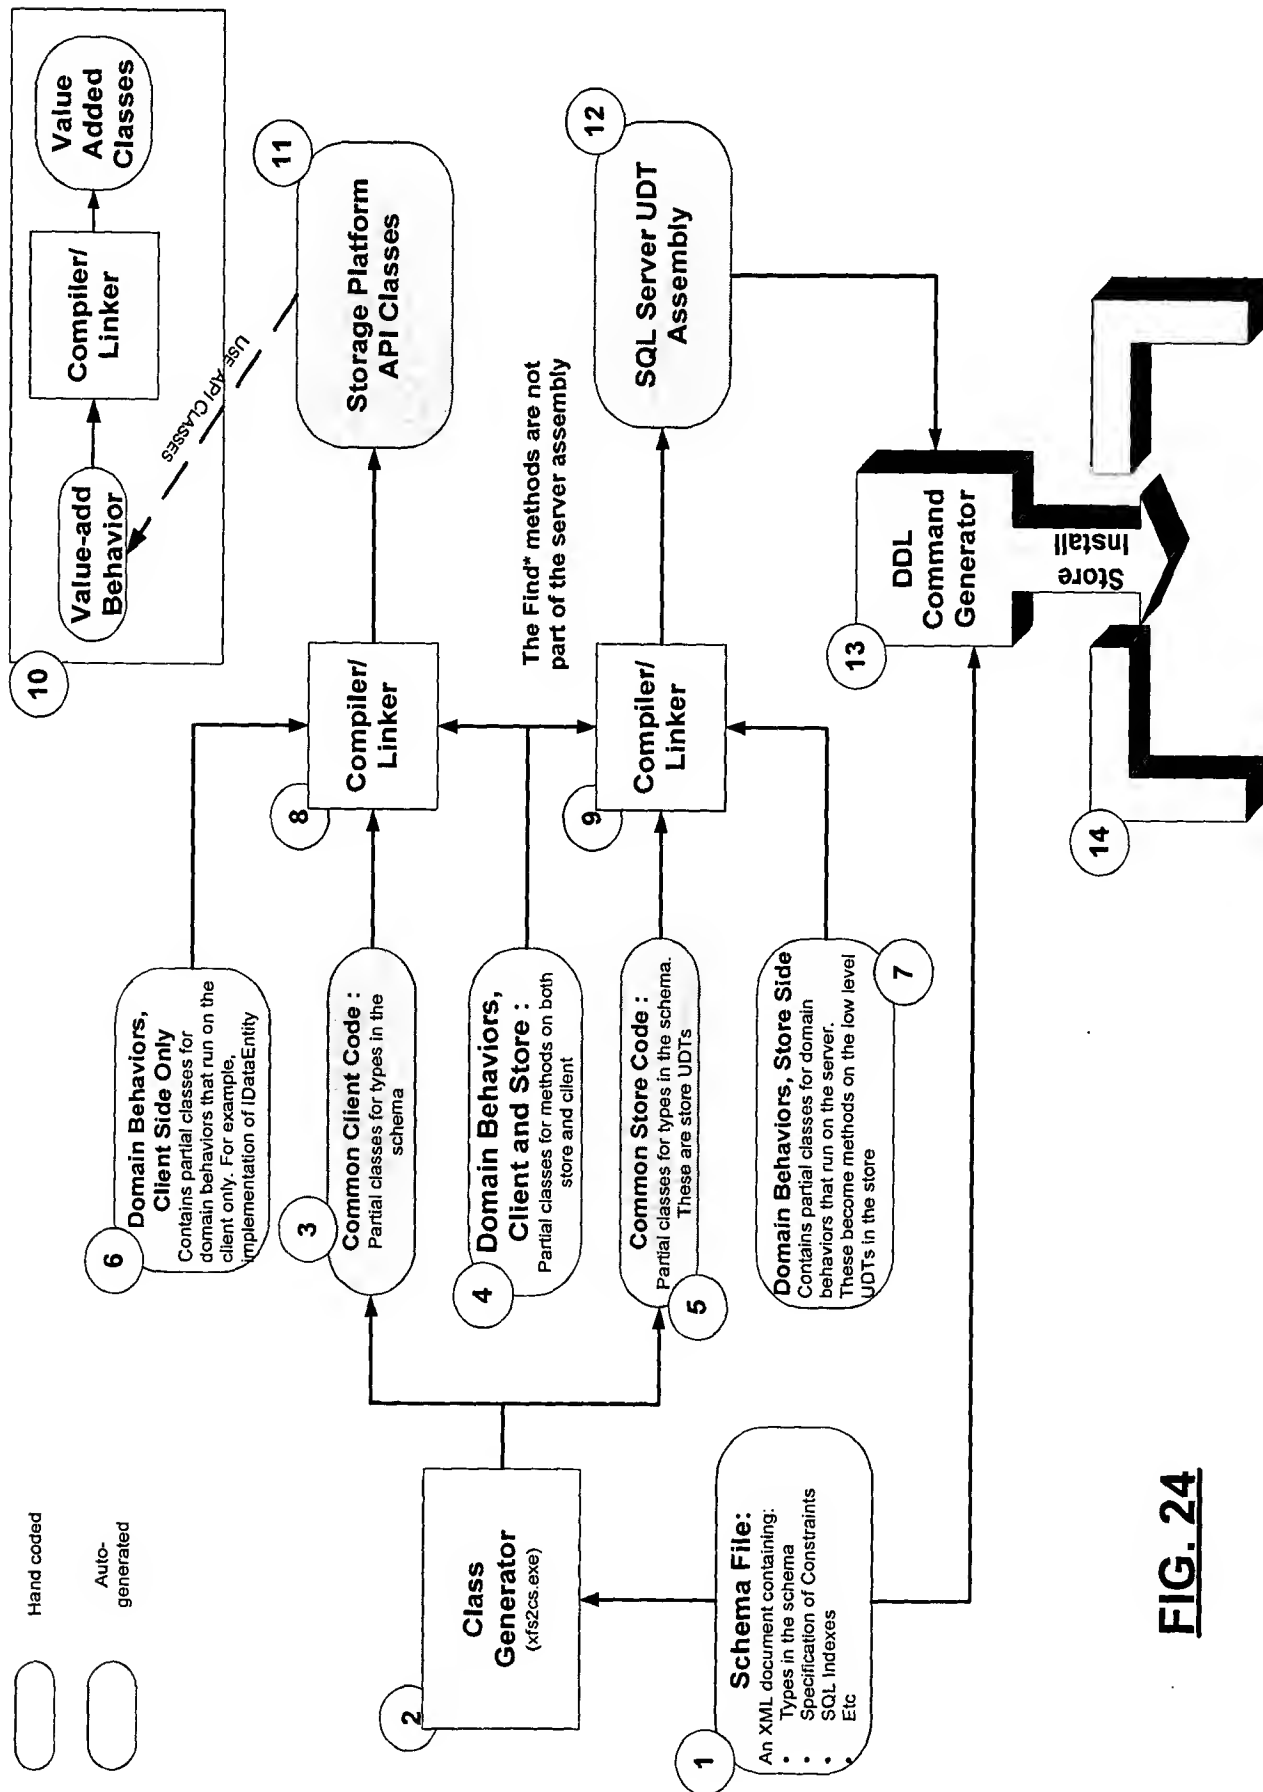 Hand coded
Auto-
generated
10
Value-add
Behavior
Compiler/
Linker
Value
Added
Classes
USE API CLASSES
6
Domain Behaviors,
Client Side Only
Contains partial classes for
domain behaviors that run on the
client only. For example,
implementation of IDataEntity
3
Common Client Code :
Partial classes for types in the
schema
8
Compiler/
Linker
11
Storage Platform
API Classes
2
Class
Generator
(xfs2cs.exe)
4
Domain Behaviors,
Client and Store :
Partial classes for methods on both
store and client
The Find* methods are not
part of the server assembly
5
Common Store Code :
Partial classes for types in the schema.
These are store UDTs
9
Compiler/
Linker
12
SQL Server UDT
Assembly
1
Schema File:
An XML document containing:
• Types in the schema
• Specification of Constraints
• SQL Indexes
• Etc
7
Domain Behaviors, Store Side
Contains partial classes for domain
behaviors that run on the server.
These become methods on the low level
UDTs in the store
13
DDL
Command
Generator
Store
Install
14
FIG. 24